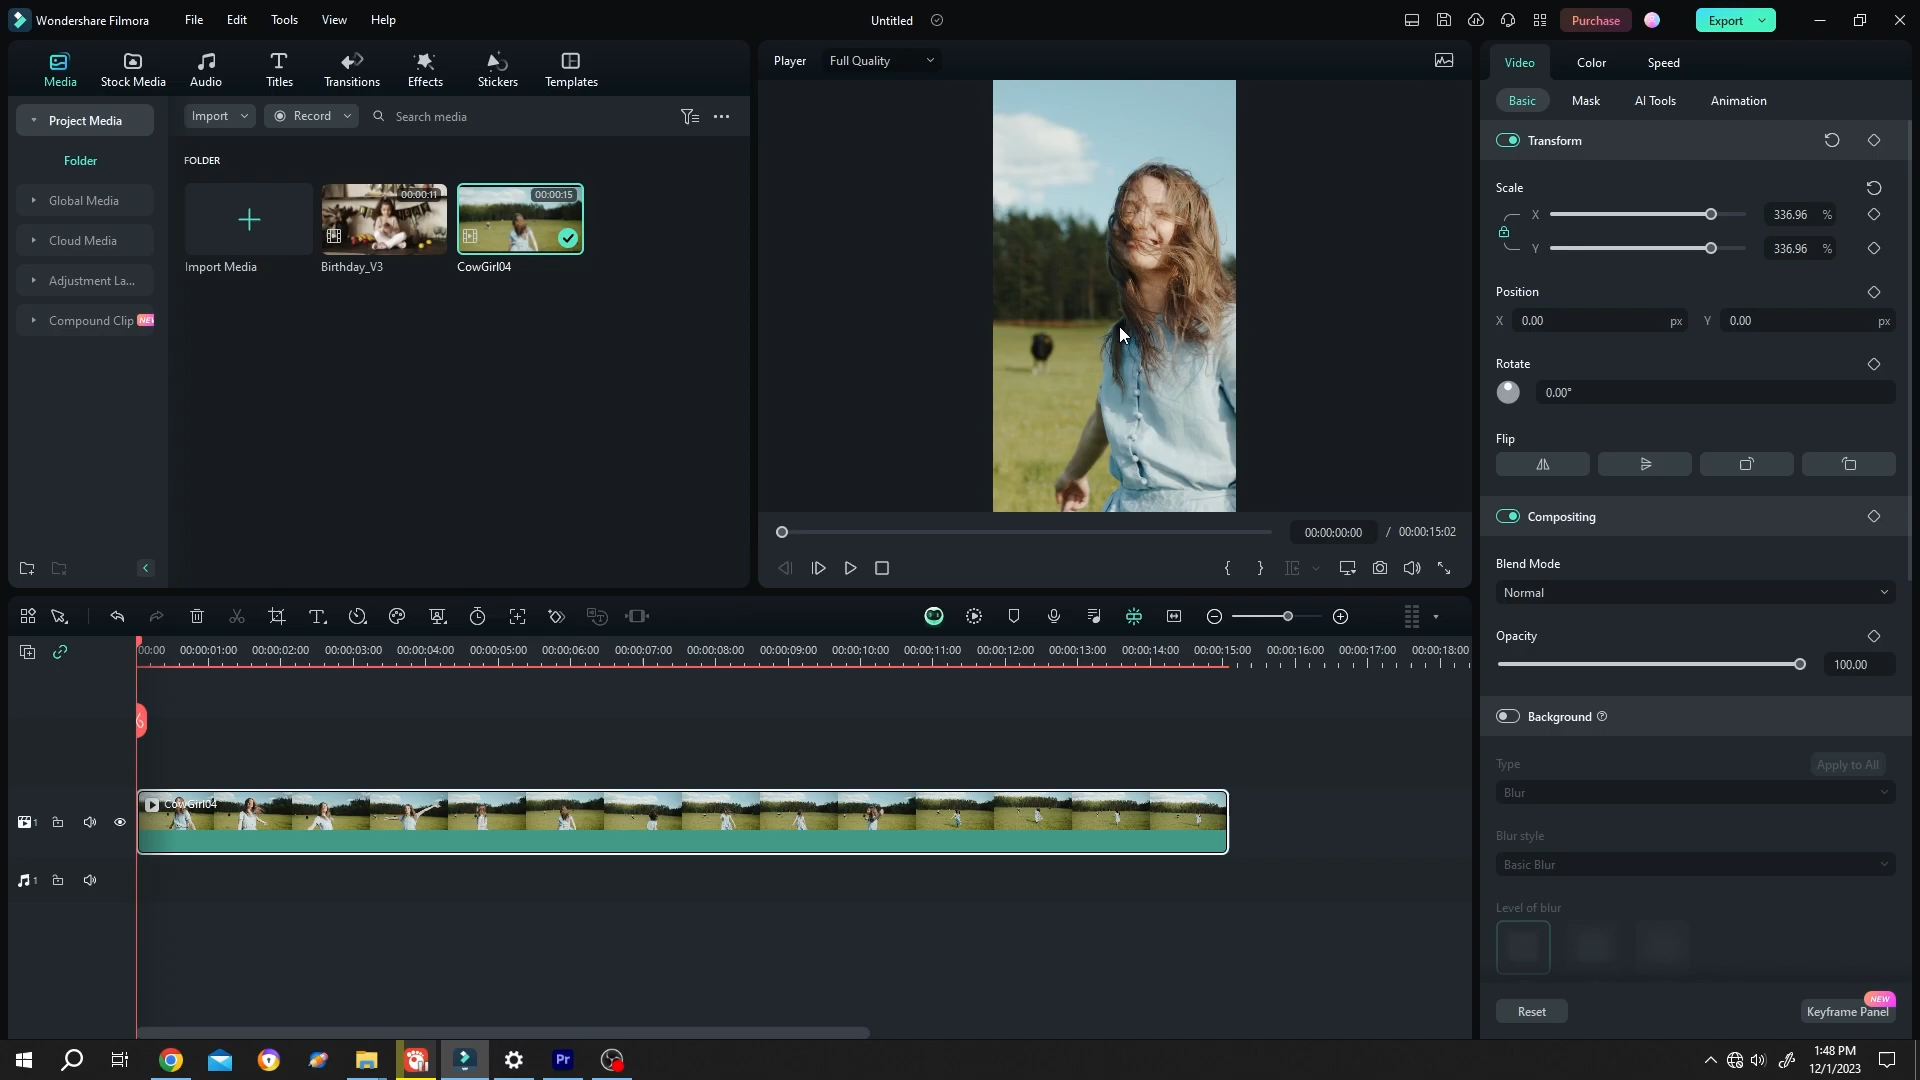 Wondershare Filmora
File
Edit
Tools
View
Help
Untitled
Purchase
Export
Media
Stock Media
Audio
Titles
Transitions
Effects
Stickers
Templates
Player
Full Quality
Video
Color
Speed
Project Media
Import
Record
Search media
Basic
Mask
AI Tools
Animation
Folder
FOLDER
Transform
Global Media
00:00:11
00:00:15
Scale
X
336.96
%
Cloud Media
Y
336.96
%
Import Media
Birthday_V3
CowGirl04
Adjustment La...
Position
Compound Clip
X
0.00
px
Y
0.00
px
Rotate
0.00°
Flip
Compositing
00:00:00:00
/
00:00:15:02
Blend Mode
Normal
Opacity
100.00
00:00
00:00:01:00
00:00:02:00
00:00:03:00
00:00:04:00
00:00:05:00
00:00:06:00
00:00:07:00
00:00:08:00
00:00:09:00
00:00:10:00
00:00:11:00
00:00:12:00
00:00:13:00
00:00:14:00
00:00:15:00
00:00:16:00
00:00:17:00
00:00:18:00
Background
Type
Apply to All
Blur
CowGirl04
1
Blur style
Basic Blur
1
Level of blur
NEW
Reset
Keyframe Panel
Pr
1:48 PM
12/1/2023